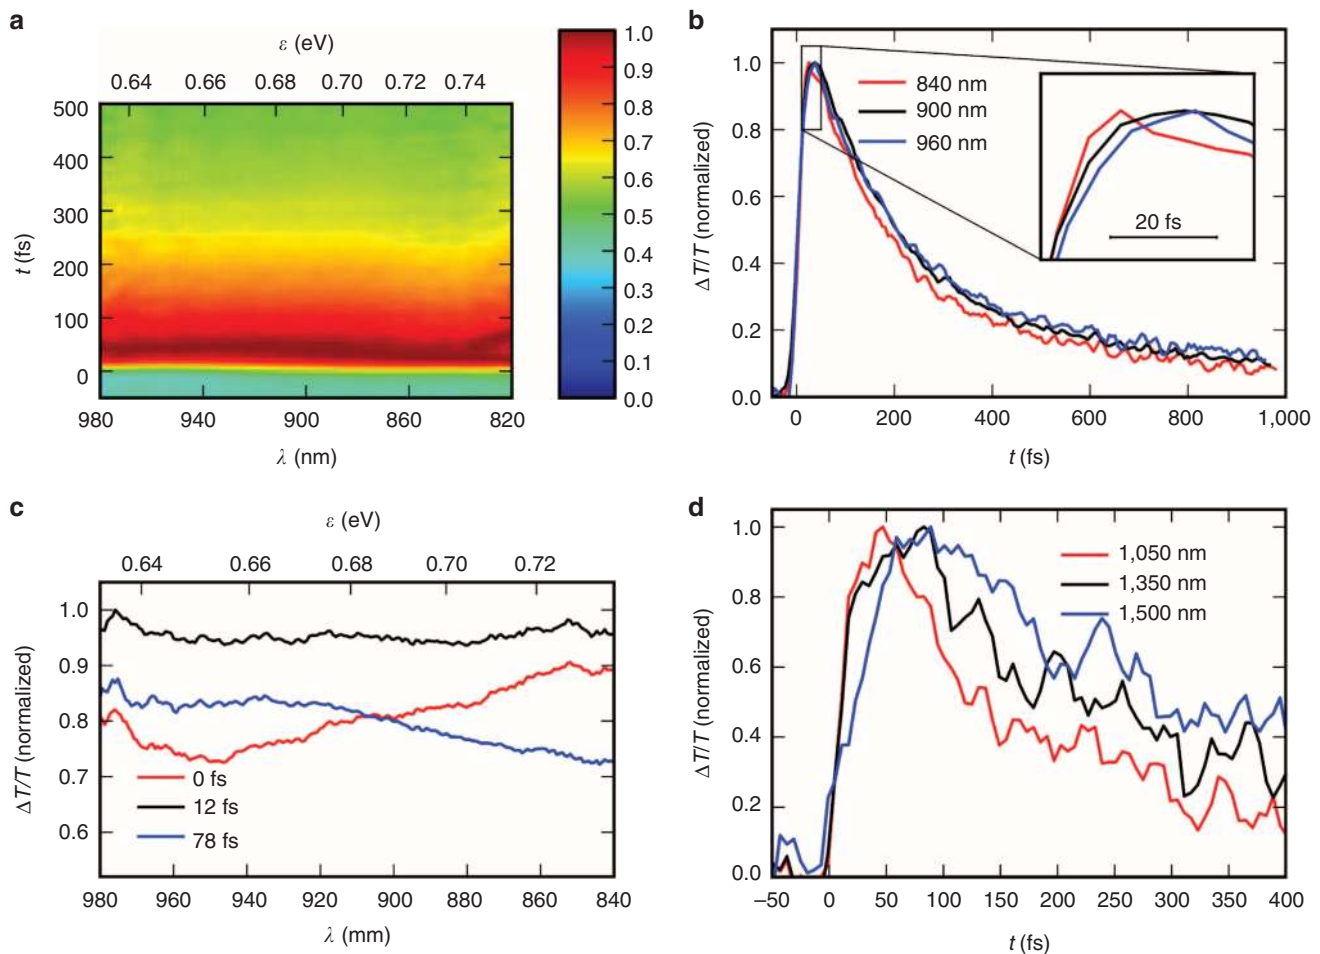 a
ε (eV)
0.64 0.66 0.68 0.70 0.72 0.74
500
400
300
200
100
0
t (fs)
980 940 900 860 820
λ (nm)
1.0
0.9
0.8
0.7
0.6
0.5
0.4
0.3
0.2
0.1
0.0
b
1.0
0.8
0.6
0.4
0.2
0.0
ΔT/T (normalized)
840 nm
900 nm
960 nm
20 fs
0 200 400 600 800 1,000
t (fs)
c
ε (eV)
0.64 0.66 0.68 0.70 0.72
1.0
0.9
0.8
0.7
0.6
ΔT/T (normalized)
0 fs
12 fs
78 fs
980 960 940 920 900 880 860 840
λ (mm)
d
1.0
0.8
0.6
0.4
0.2
0.0
ΔT/T (normalized)
1,050 nm
1,350 nm
1,500 nm
–50 0 50 100 150 200 250 300 350 400
t (fs)